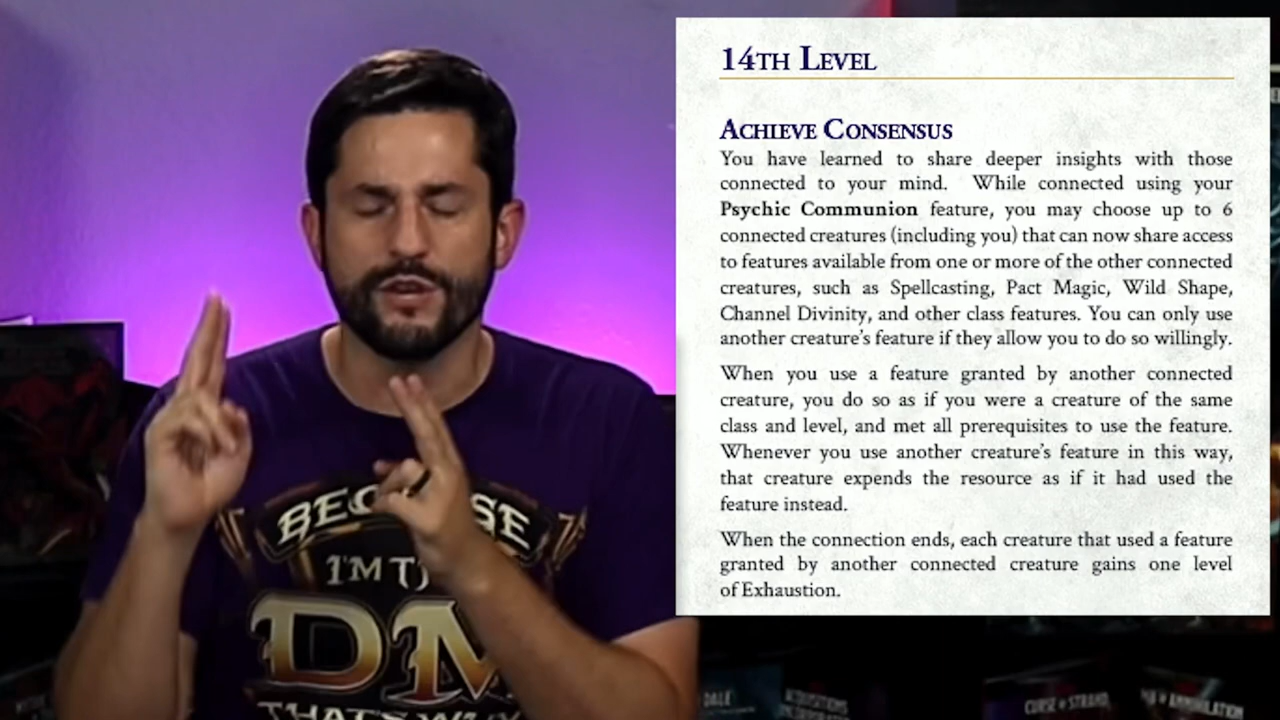 14TH LEVEL
ACHIEVE CONSENSUS
You have learned to share deeper insights with those
connected to your mind. While connected using your
Psychic Communion feature, you may choose up to 6
connected creatures (including you) that can now share access
to features available from one or more of the other connected
creatures, such as Spellcasting, Pact Magic, Wild Shape,
Channel Divinity, and other class features. You can only use
another creature's feature if they allow you to do so willingly.
When you use a feature granted by another connected
creature, you do so as if you were a creature of the same
class and level, and met all prerequisites to use the feature.
Whenever you use another creature's feature in this way,
that creature expends the resource as if it had used the
feature instead.
When the connection ends, each creature that used a feature
granted by another connected creature gains one level
of Exhaustion.
I'M
DM
THAT'S WHY
DALE
ACQUISITIONS
CURSE OF STRAHD